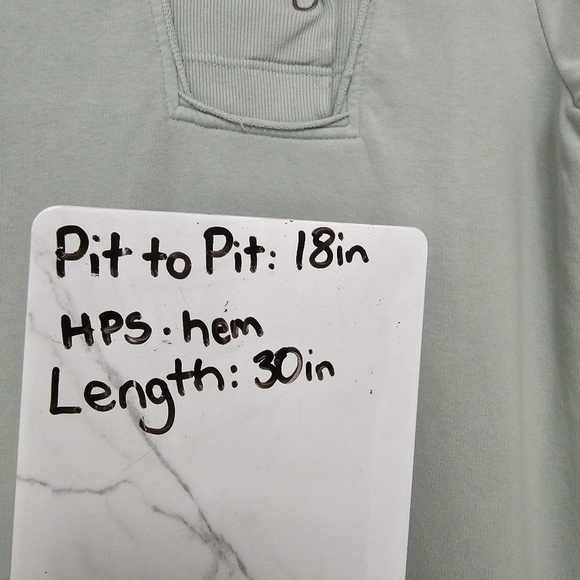 Pit to Pit: 18in
HPS. hem
Length: 30in